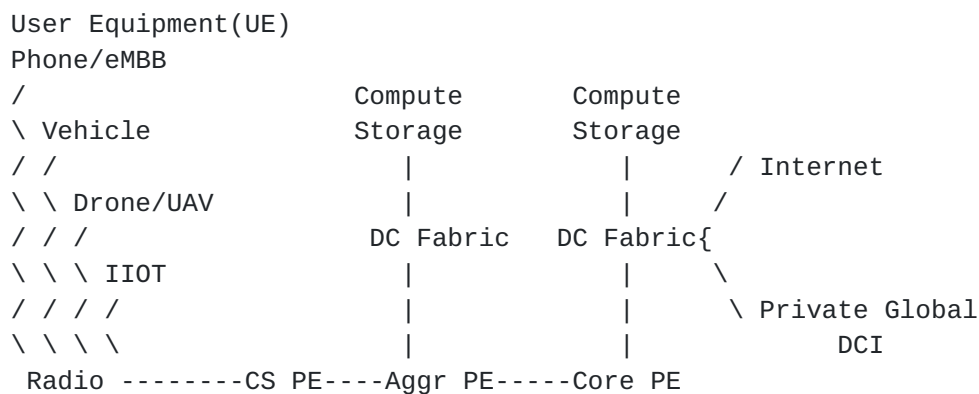 User Equipment(UE)
Phone/eMBB
/                   Compute      Compute
\ Vehicle           Storage      Storage
/ /                    |            |     / Internet
\ \ Drone/UAV          |            |    /
/ / /                DC Fabric   DC Fabric{
\ \ \ IIOT             |            |    \
/ / / /                |            |     \ Private Global
\ \ \ \                |            |           DCI
 Radio --------CS PE----Aggr PE-----Core PE